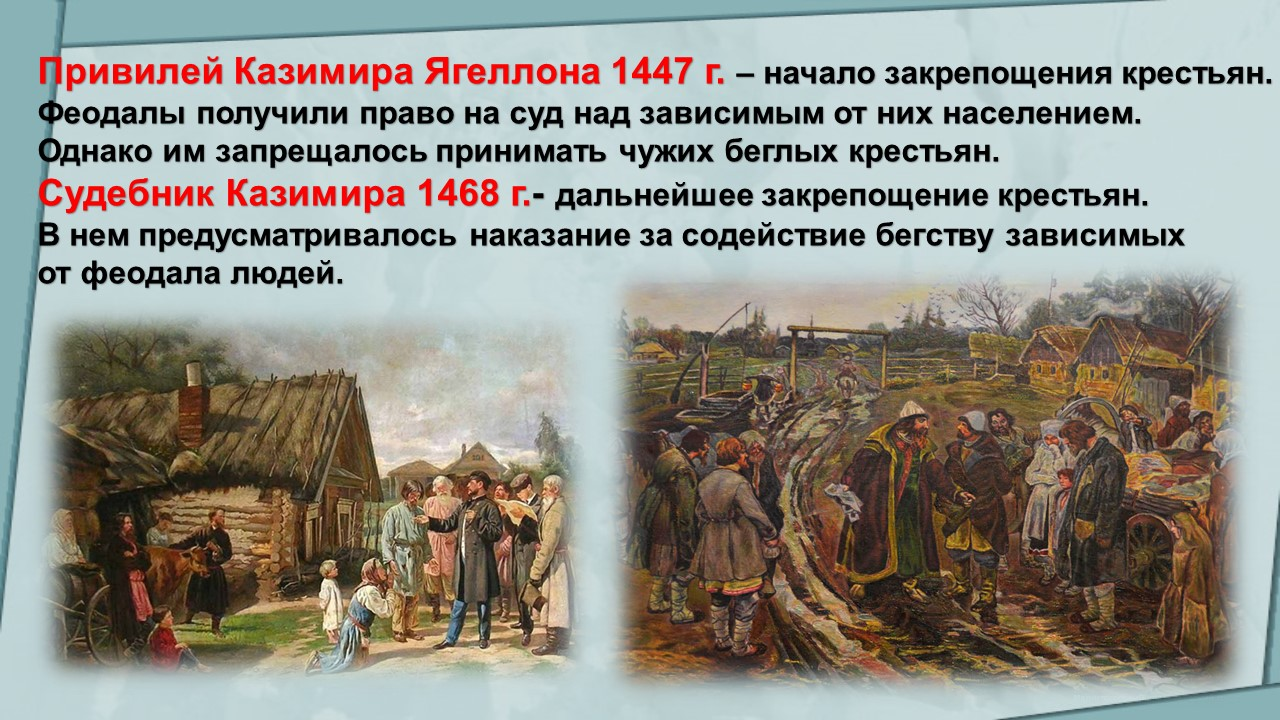 Привилей Казимира Ягеллона 1447 г. – начало закрепощения крестьян.
Феодалы получили право на суд над зависимым от них населением.
Однако им запрещалось принимать чужих беглых крестьян.
Судебник Казимира 1468 г.- дальнейшее закрепощение крестьян.
В нем предусматривалось наказание за содействие бегству зависимых
от феодала людей.